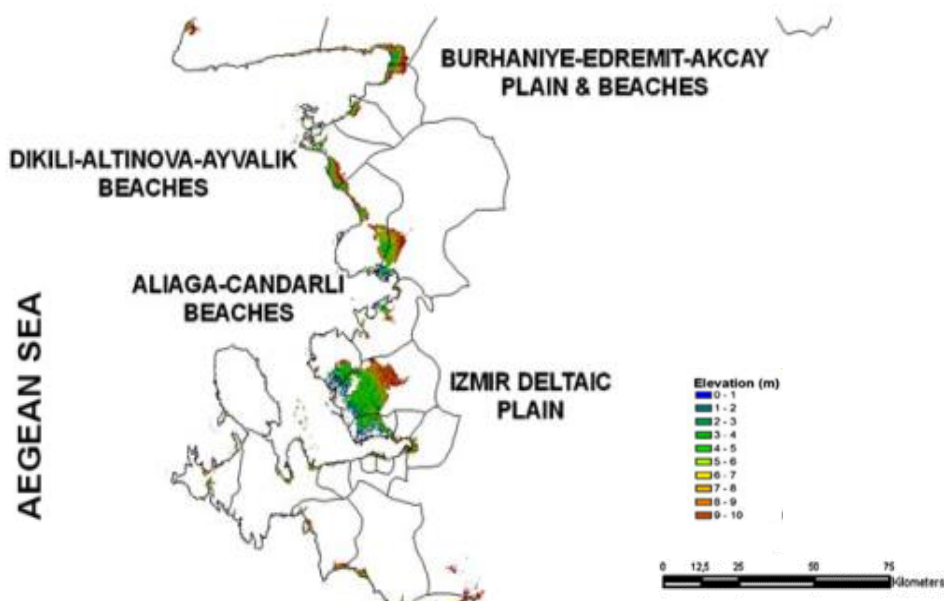 BURHANIYE-EDREMIT-AKCAY
PLAIN & BEACHES
DIKILI-ALTINOVA-AYVALIK
BEACHES
ALIAGA-CANDARLI
BEACHES
AEGEAN SEA
IZMIR DELTAIC
PLAIN
Elevation (m)
0 - 1
1 - 2
2 - 3
3 - 4
4 - 5
5 - 6
6 - 7
7 - 8
8 - 9
9 - 10
0 12,5 25 50 75
Kilometers